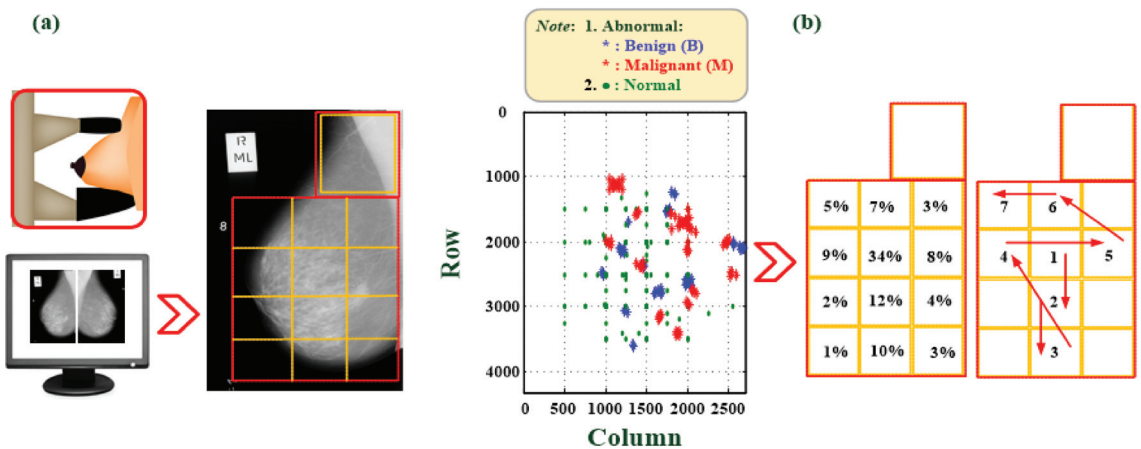 (a)
(b)
Note: 1. Abnormal:
* : Benign (B)
* : Malignant (M)
2. ● : Normal
R
ML
8
0
1000
2000
3000
4000
Row
0 500 1000 1500 2000 2500
Column
5% 7% 3%
9% 34% 8%
2% 12% 4%
1% 10% 3%
7 6
4 1 5
2
3